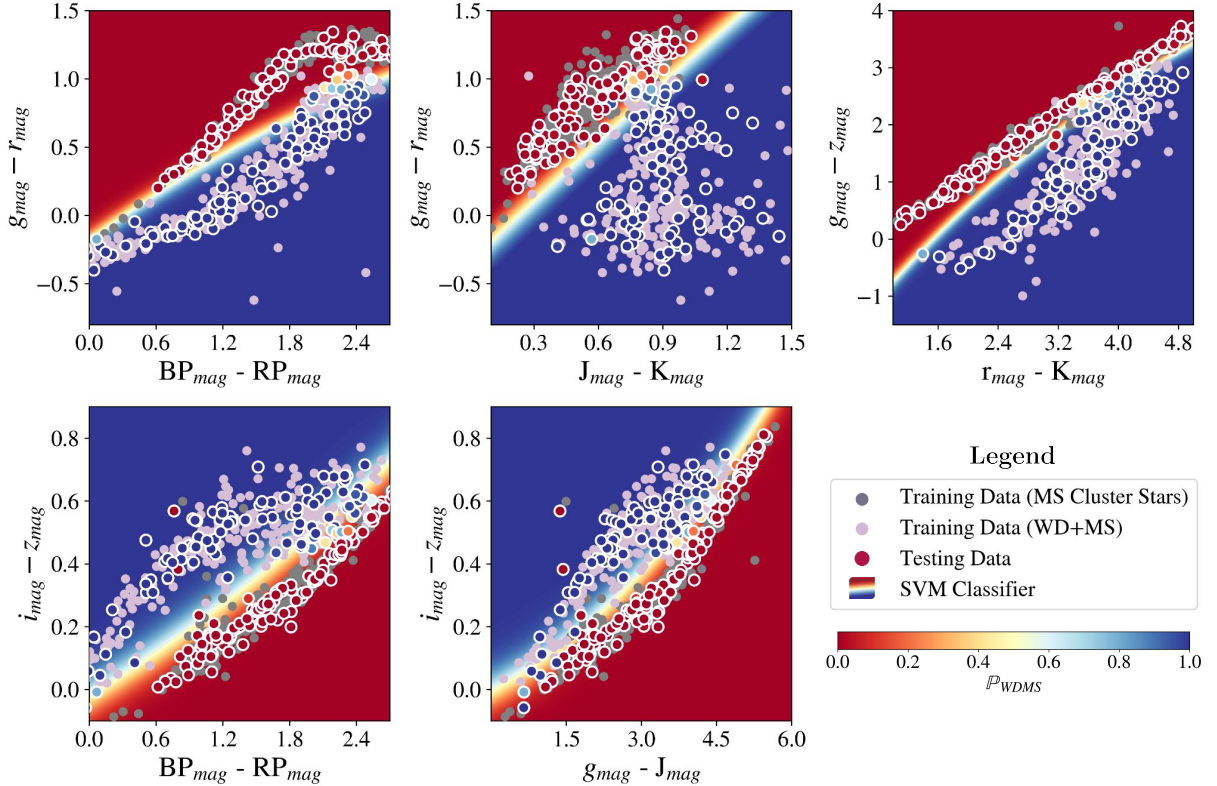 1.5
1.0
0.5
0.0
−0.5
g_mag − r_mag
0.0 0.6 1.2 1.8 2.4
BP_mag - RP_mag
1.5
1.0
0.5
0.0
−0.5
g_mag − r_mag
0.3 0.6 0.9 1.2 1.5
J_mag - K_mag
4
3
2
1
0
−1
g_mag − z_mag
1.6 2.4 3.2 4.0 4.8
r_mag - K_mag
0.8
0.6
0.4
0.2
0.0
i_mag − z_mag
0.0 0.6 1.2 1.8 2.4
BP_mag - RP_mag
0.8
0.6
0.4
0.2
0.0
i_mag − z_mag
1.5 3.0 4.5 6.0
g_mag - J_mag
Legend
Training Data (MS Cluster Stars)
Training Data (WD+MS)
Testing Data
SVM Classifier
0.0 0.2 0.4 0.6 0.8 1.0
ℙ_WDMS